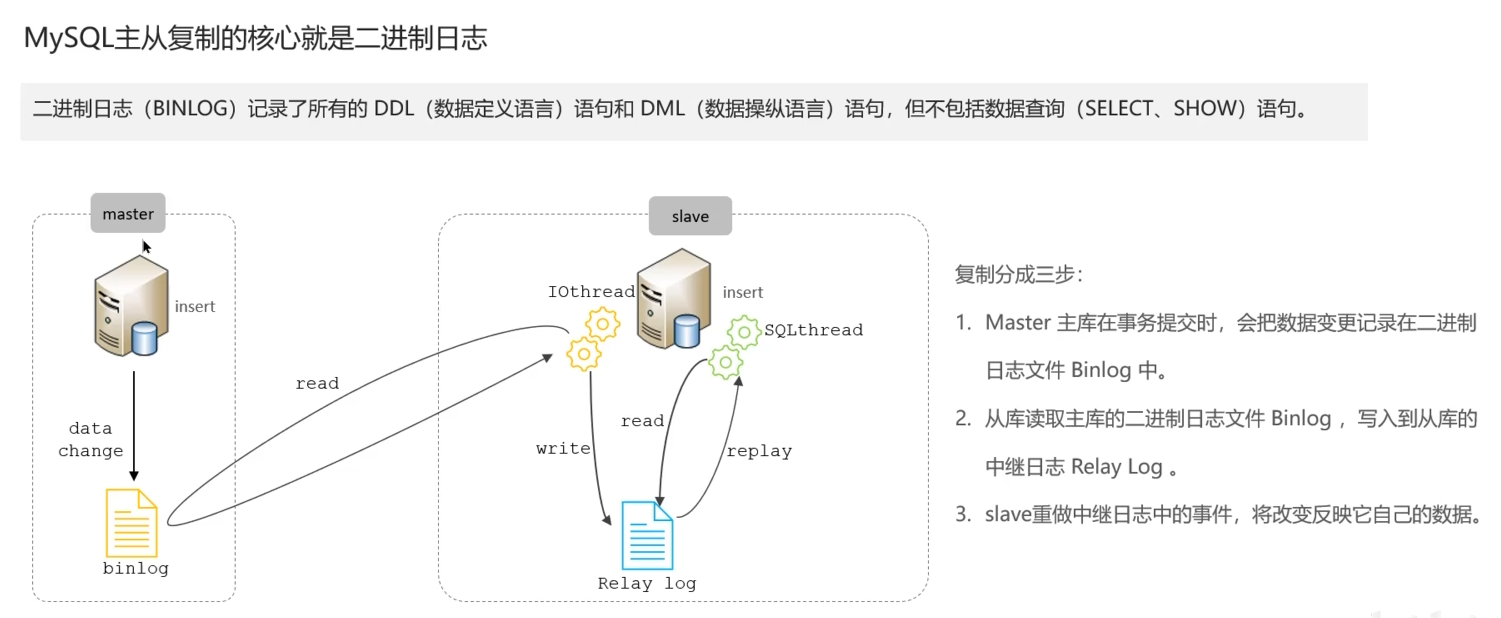 MySQL主从复制的核心就是二进制日志
二进制日志（BINLOG）记录了所有的 DDL（数据定义语言）语句和 DML（数据操纵语言）语句，但不包括数据查询（SELECT、SHOW）语句。
master
insert
data
change
binlog
read
slave
IOthread
insert
SQLthread
write
read
replay
Relay log
复制分成三步：
1. Master 主库在事务提交时，会把数据变更记录在二进制
日志文件 Binlog 中。
2. 从库读取主库的二进制日志文件 Binlog ，写入到从库的
中继日志 Relay Log 。
3. slave重做中继日志中的事件，将改变反映它自己的数据。